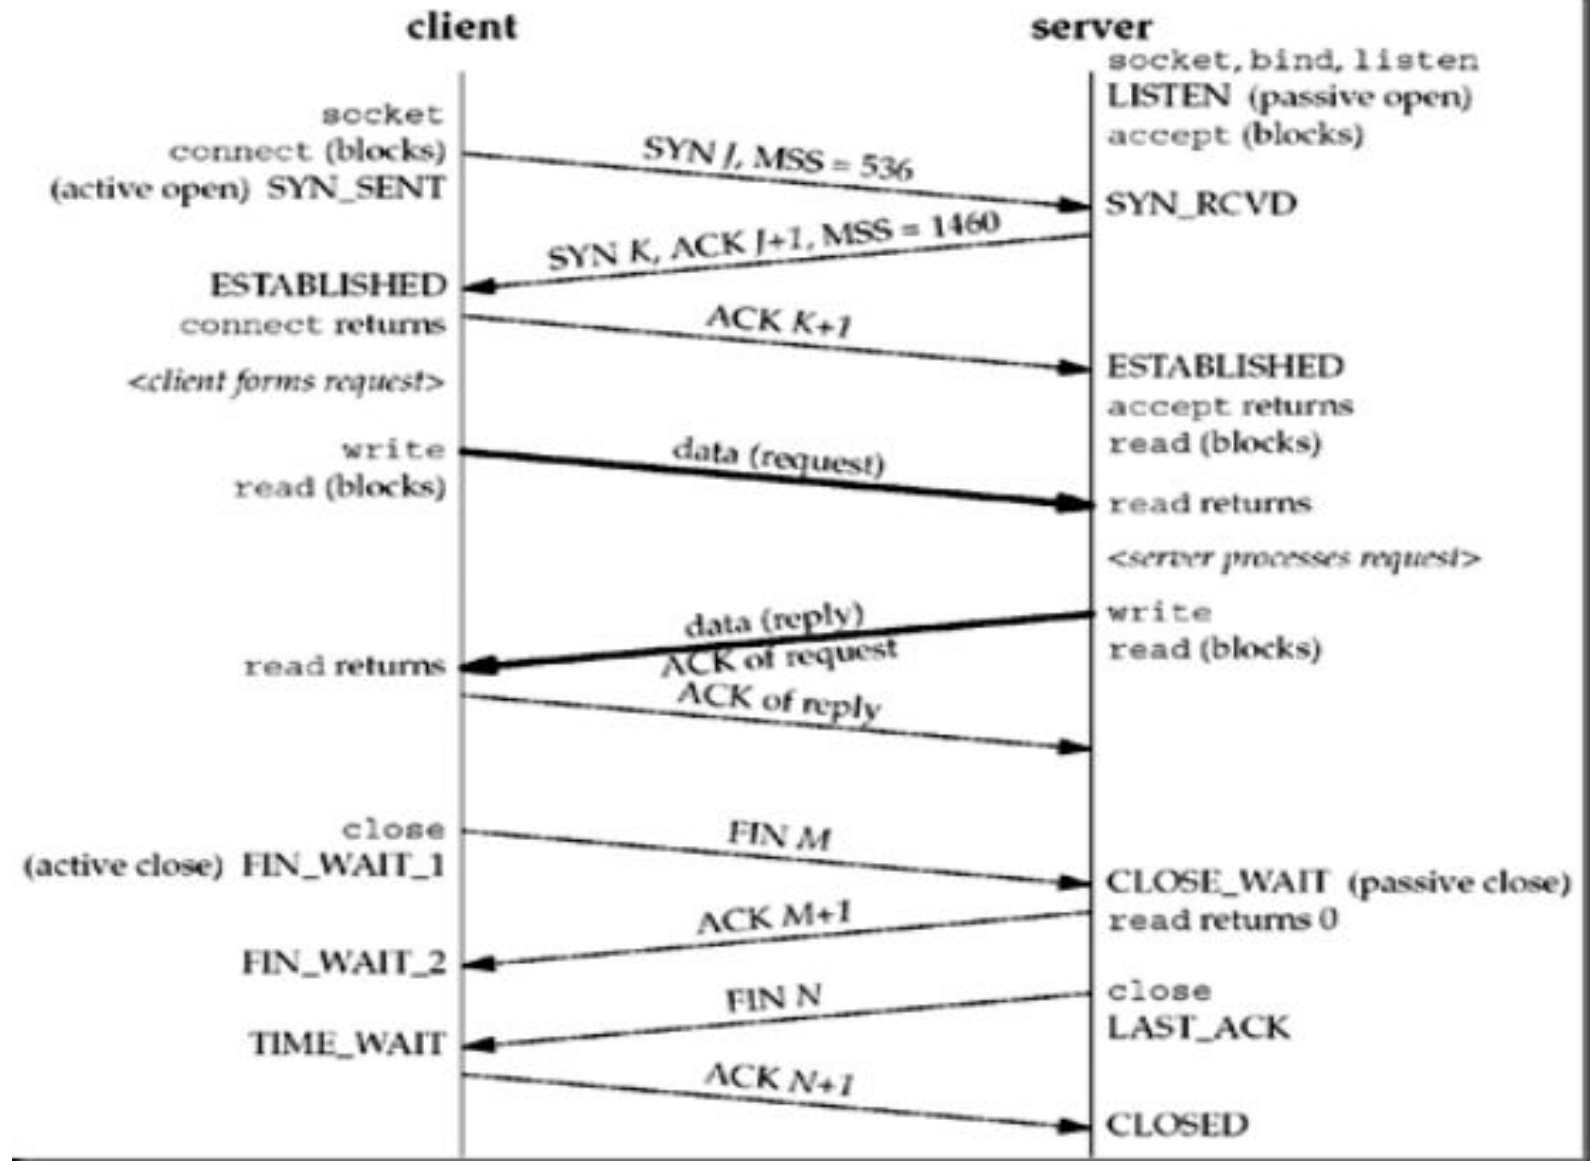 client
server
socket, bind, listen
LISTEN (passive open)
socket
accept (blocks)
connect (blocks)
SYN J, MSS = 536
(active open) SYN_SENT
SYN_RCVD
SYN K, ACK J+1, MSS = 1460
ESTABLISHED
connect returns
ACK K+1
ESTABLISHED
<client forms request>
accept returns
write
data (request)
read (blocks)
read (blocks)
read returns
<server processes request>
data (reply)
write
ACK of request
read (blocks)
read returns
ACK of reply
close
FIN M
(active close) FIN_WAIT_1
CLOSE_WAIT (passive close)
ACK M+1
read returns 0
FIN_WAIT_2
FIN N
close
LAST_ACK
TIME_WAIT
ACK N+1
CLOSED